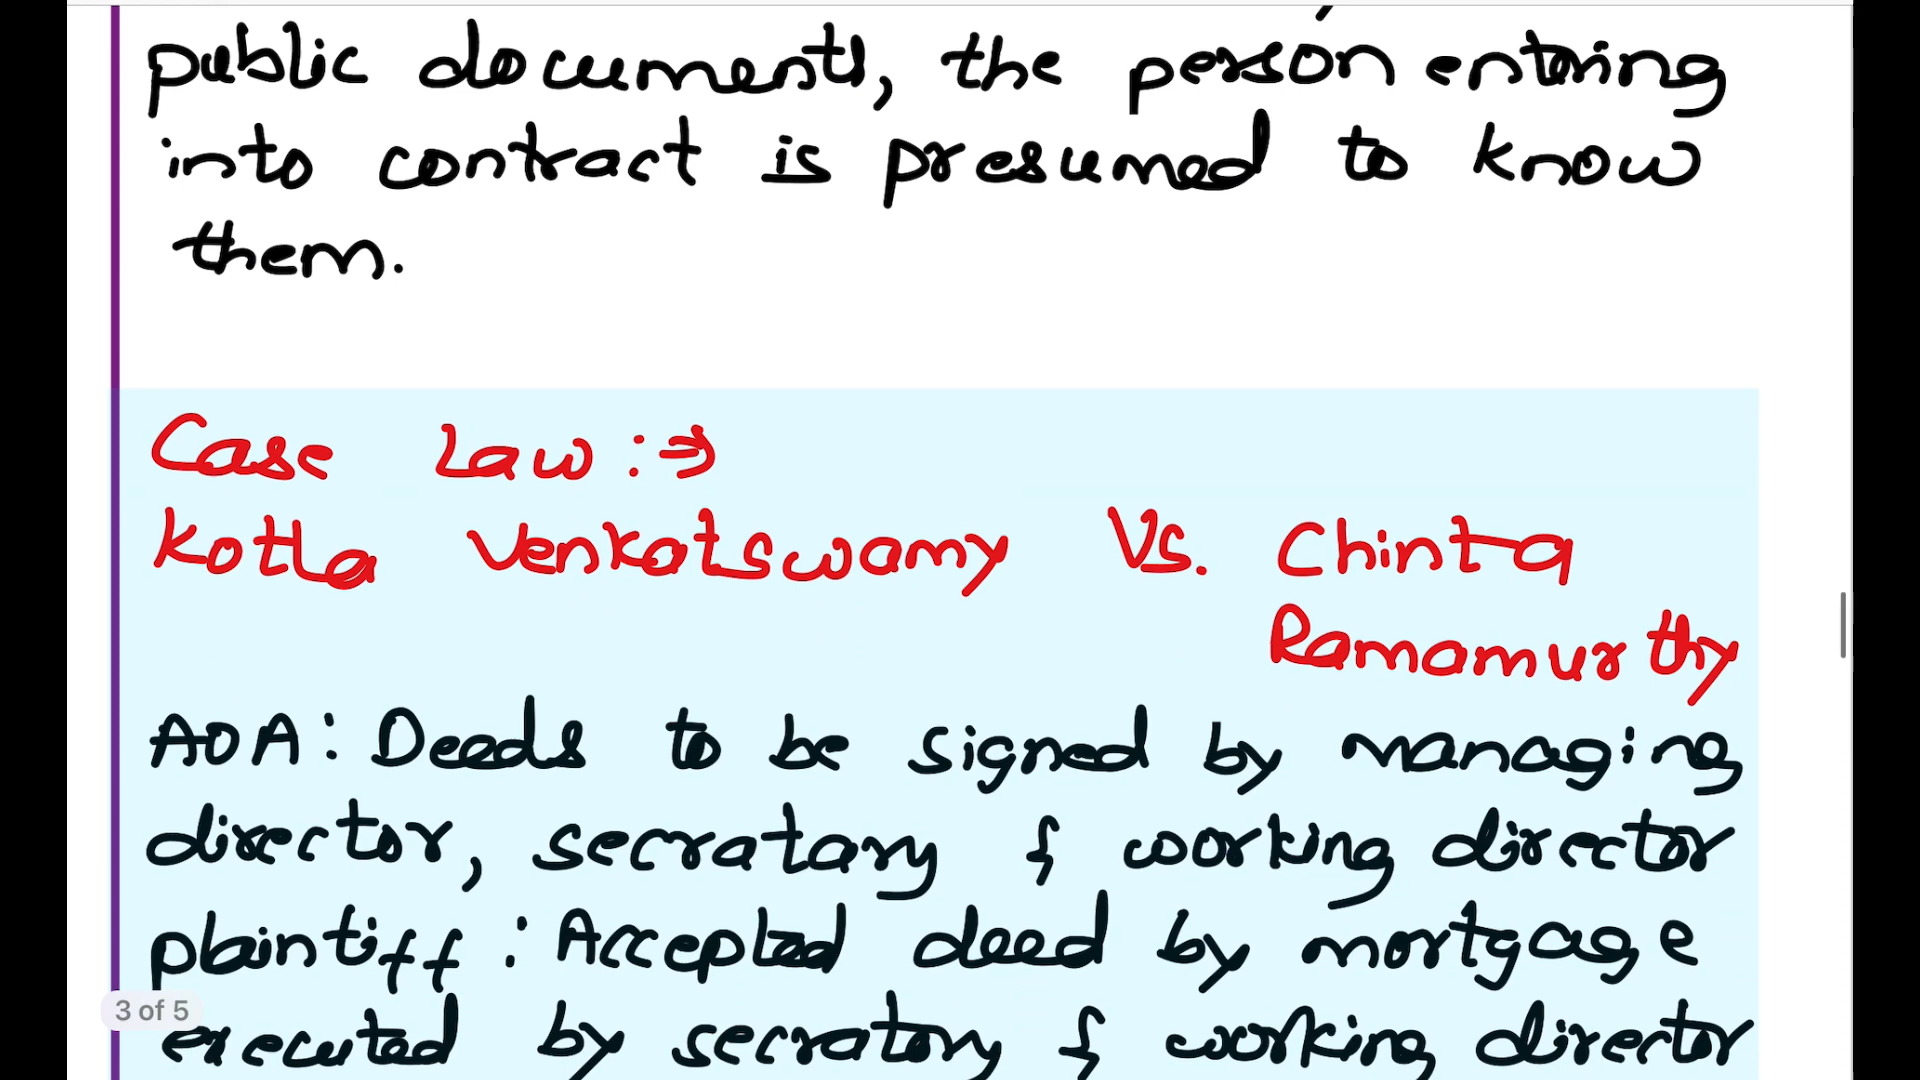 public documents, the person entering
into contract is presumed to know
them.
Case Law :⇒
Kotla Venkatswamy Vs. Chinta
Ramamurthy
AOA : Deeds to be signed by managing
director, secratary & working director
plaintiff : Accepted deed by mortgage
3 of 5
executed by secratory & working director